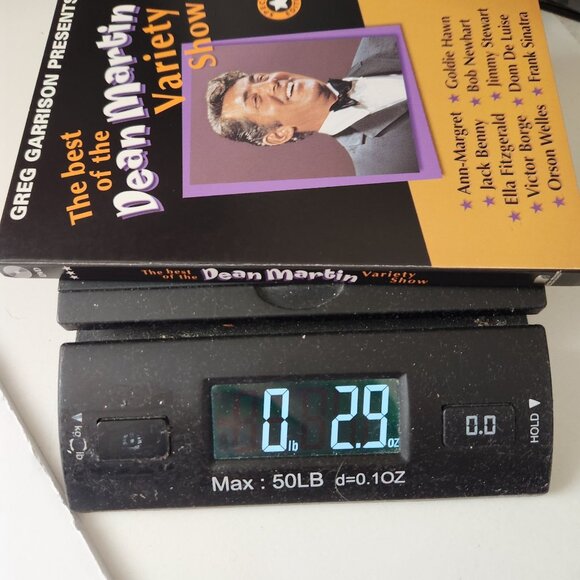 GREG GARRISON PRESENTS
The best
of the
Dean Martin
Variety
Show
★ Ann-Margret ★ Goldie Hawn
★ Jack Benny ★ Bob Newhart
★ Ella Fitzgerald ★ Jimmy Stewart
★ Victor Borge ★ Dom De Luise
★ Orson Welles ★ Frank Sinatra
The best of the Dean Martin Variety Show
kg lb
0 lb 2.9 oz
0.0
HOLD
Max : 50LB d=0.1OZ